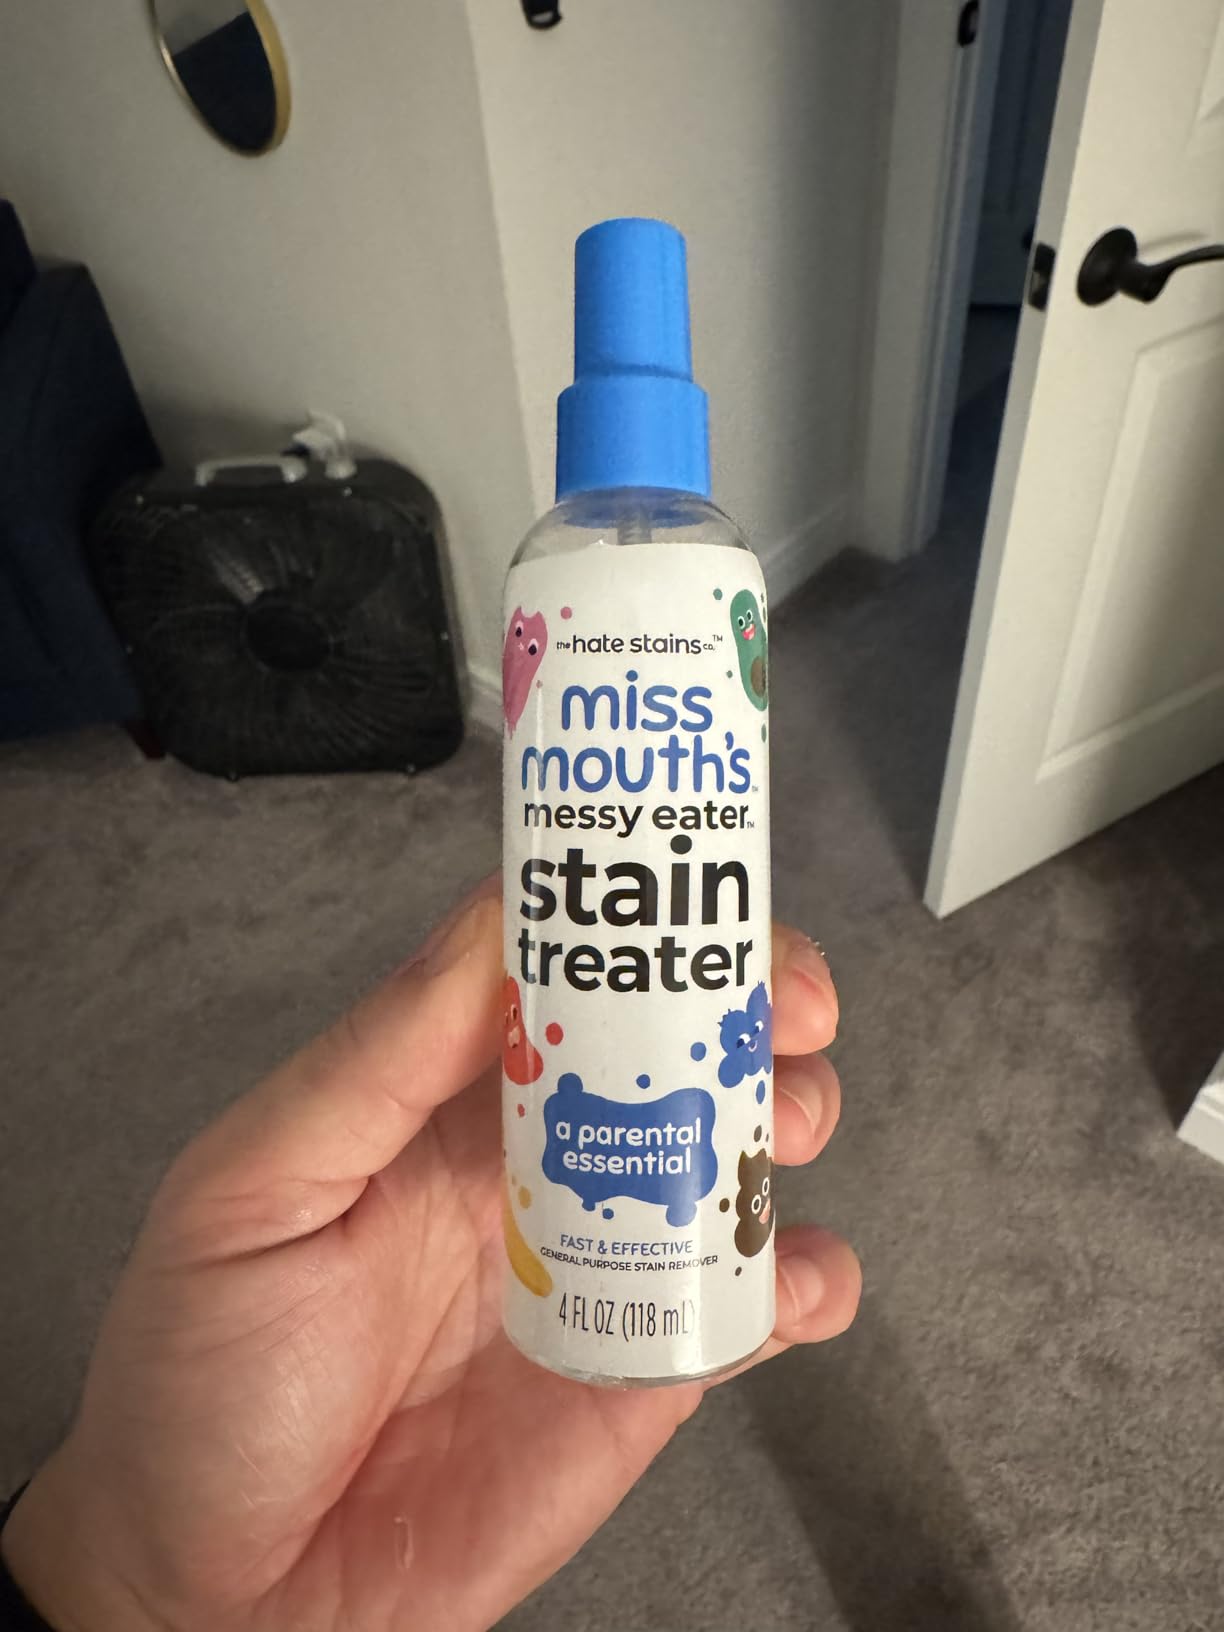 the hate stains co.™
miss
mouth's™
messy eater™
stain
treater
a parental
essential
FAST & EFFECTIVE
GENERAL PURPOSE STAIN REMOVER
4 FL OZ (118 mL)